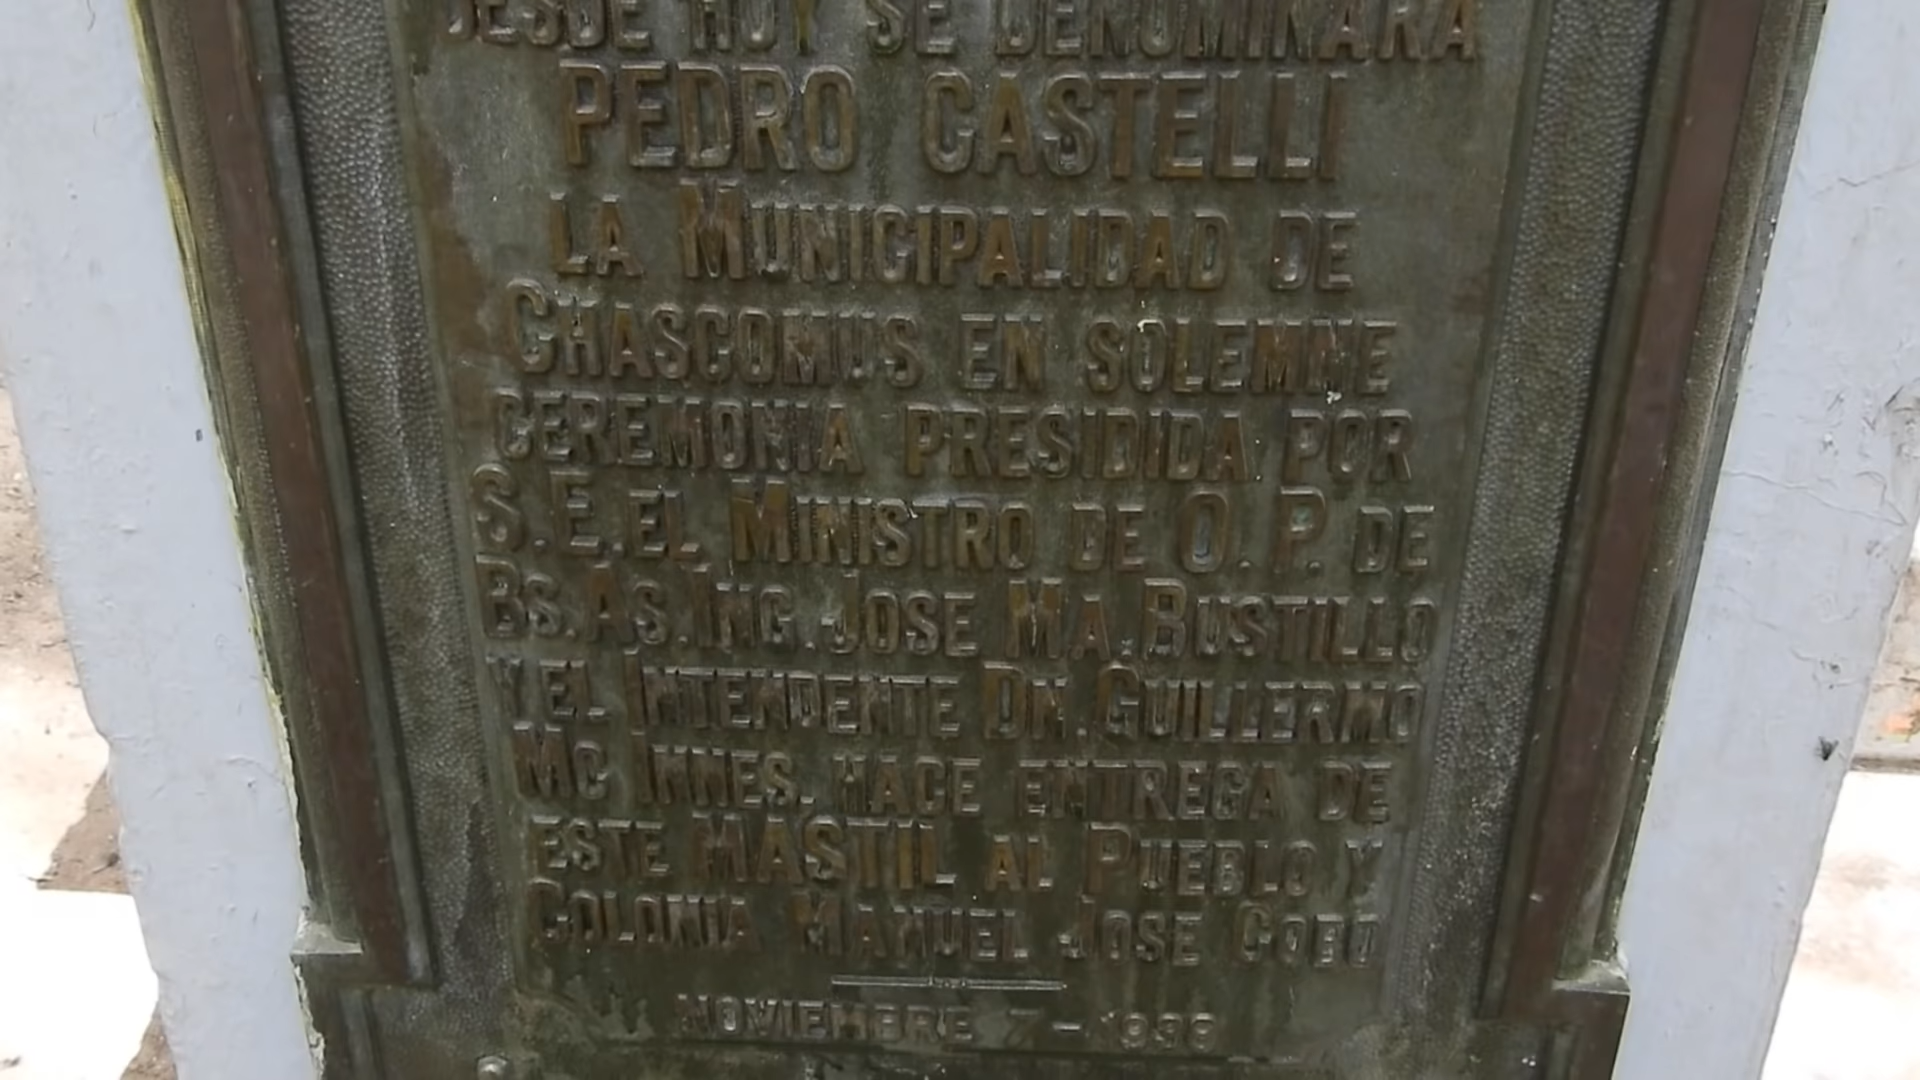 DESDE HOY SE DENOMINARA
PEDRO CASTELLI
LA MUNICIPALIDAD DE
CHASCOMUS EN SOLEMNE
CEREMONIA PRESIDIDA POR
S.E. EL MINISTRO DE O.P. DE
BS.AS. ING. JOSE MA. BUSTILLO
Y EL INTENDENTE DN. GUILLERMO
MC INNES. HACE ENTREGA DE
ESTE MASTIL AL PUEBLO Y
COLONIA MANUEL JOSE COBO
NOVIEMBRE 7-1939